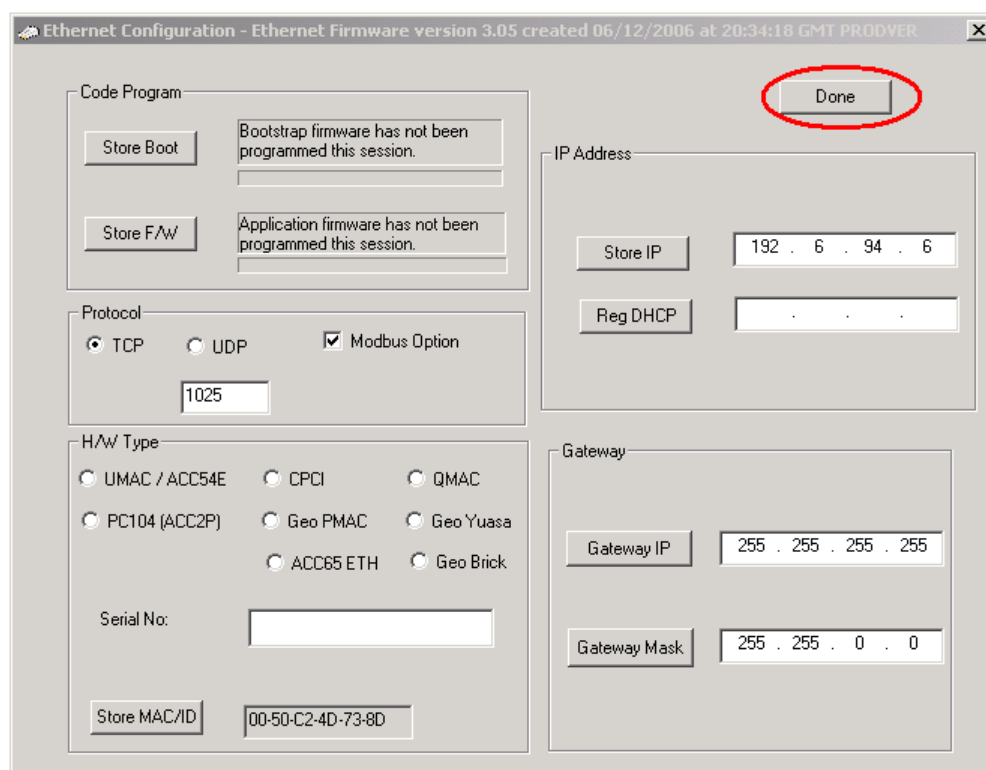 Ethernet Configuration - Ethernet Firmware version 3.05 created 06/12/2006 at 20:34:18 GMT PRODVER
Code Program
Store Boot
Bootstrap firmware has not been
programmed this session.
Store F/W
Application firmware has not been
programmed this session.
Done
IP Address
Store IP
192 . 6 . 94 . 6
Reg DHCP
. . .
Protocol
TCP
UDP
Modbus Option
1025
H/W Type
UMAC / ACC54E
CPCI
QMAC
PC104 (ACC2P)
Geo PMAC
Geo Yuasa
ACC65 ETH
Geo Brick
Serial No:
Store MAC/ID
00-50-C2-4D-73-8D
Gateway
Gateway IP
255 . 255 . 255 . 255
Gateway Mask
255 . 255 . 0 . 0